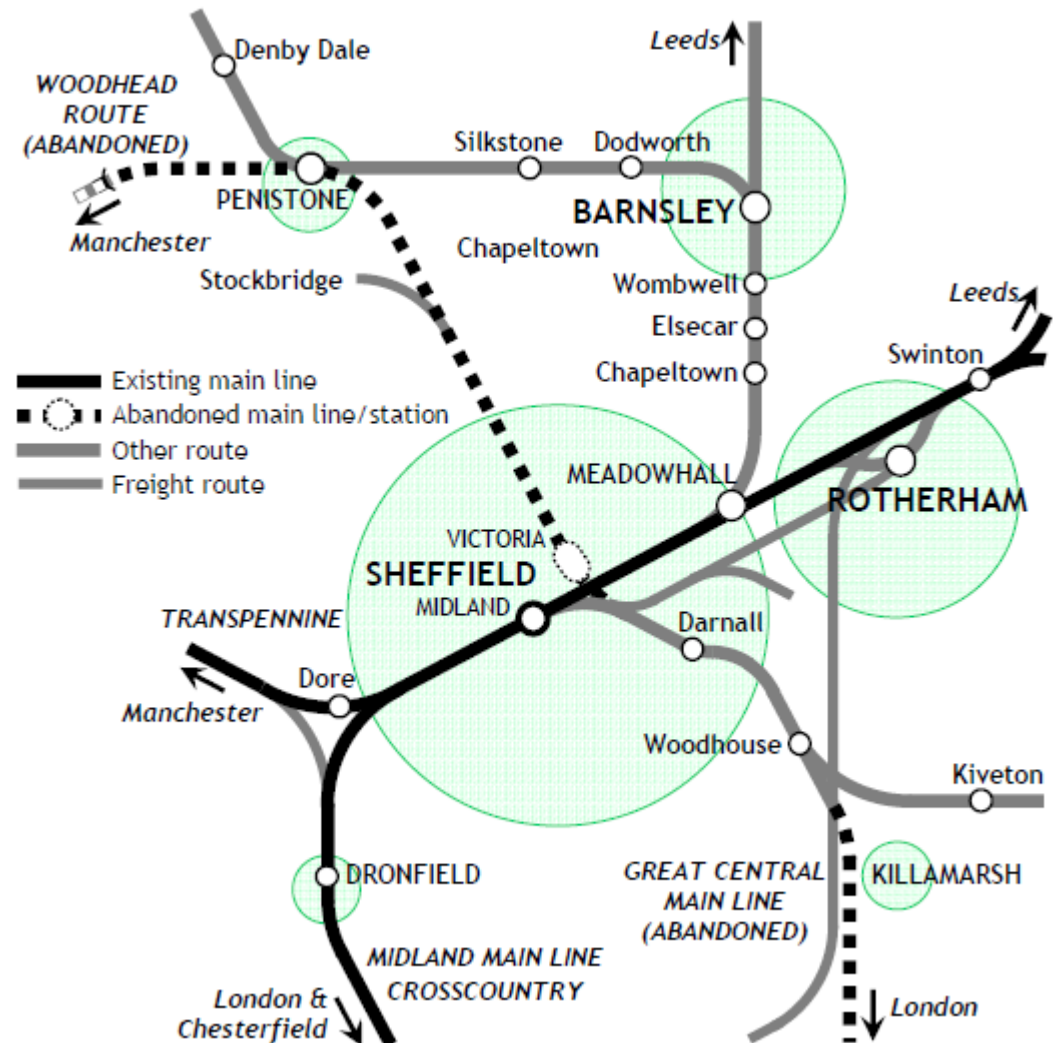 Denby Dale
Leeds
WOODHEAD
ROUTE
(ABANDONED)
Silkstone
Dodworth
PENISTONE
BARNSLEY
Manchester
Chapeltown
Stockbridge
Wombwell
Leeds
Elsecar
Swinton
Chapeltown
Existing main line
Abandoned main line/station
Other route
Freight route
MEADOWHALL
ROTHERHAM
VICTORIA
SHEFFIELD
MIDLAND
TRANSPENNINE
Darnall
Dore
Manchester
Woodhouse
Kiveton
DRONFIELD
GREAT CENTRAL
MAIN LINE
(ABANDONED)
KILLAMARSH
MIDLAND MAIN LINE
CROSSCOUNTRY
London &
Chesterfield
London